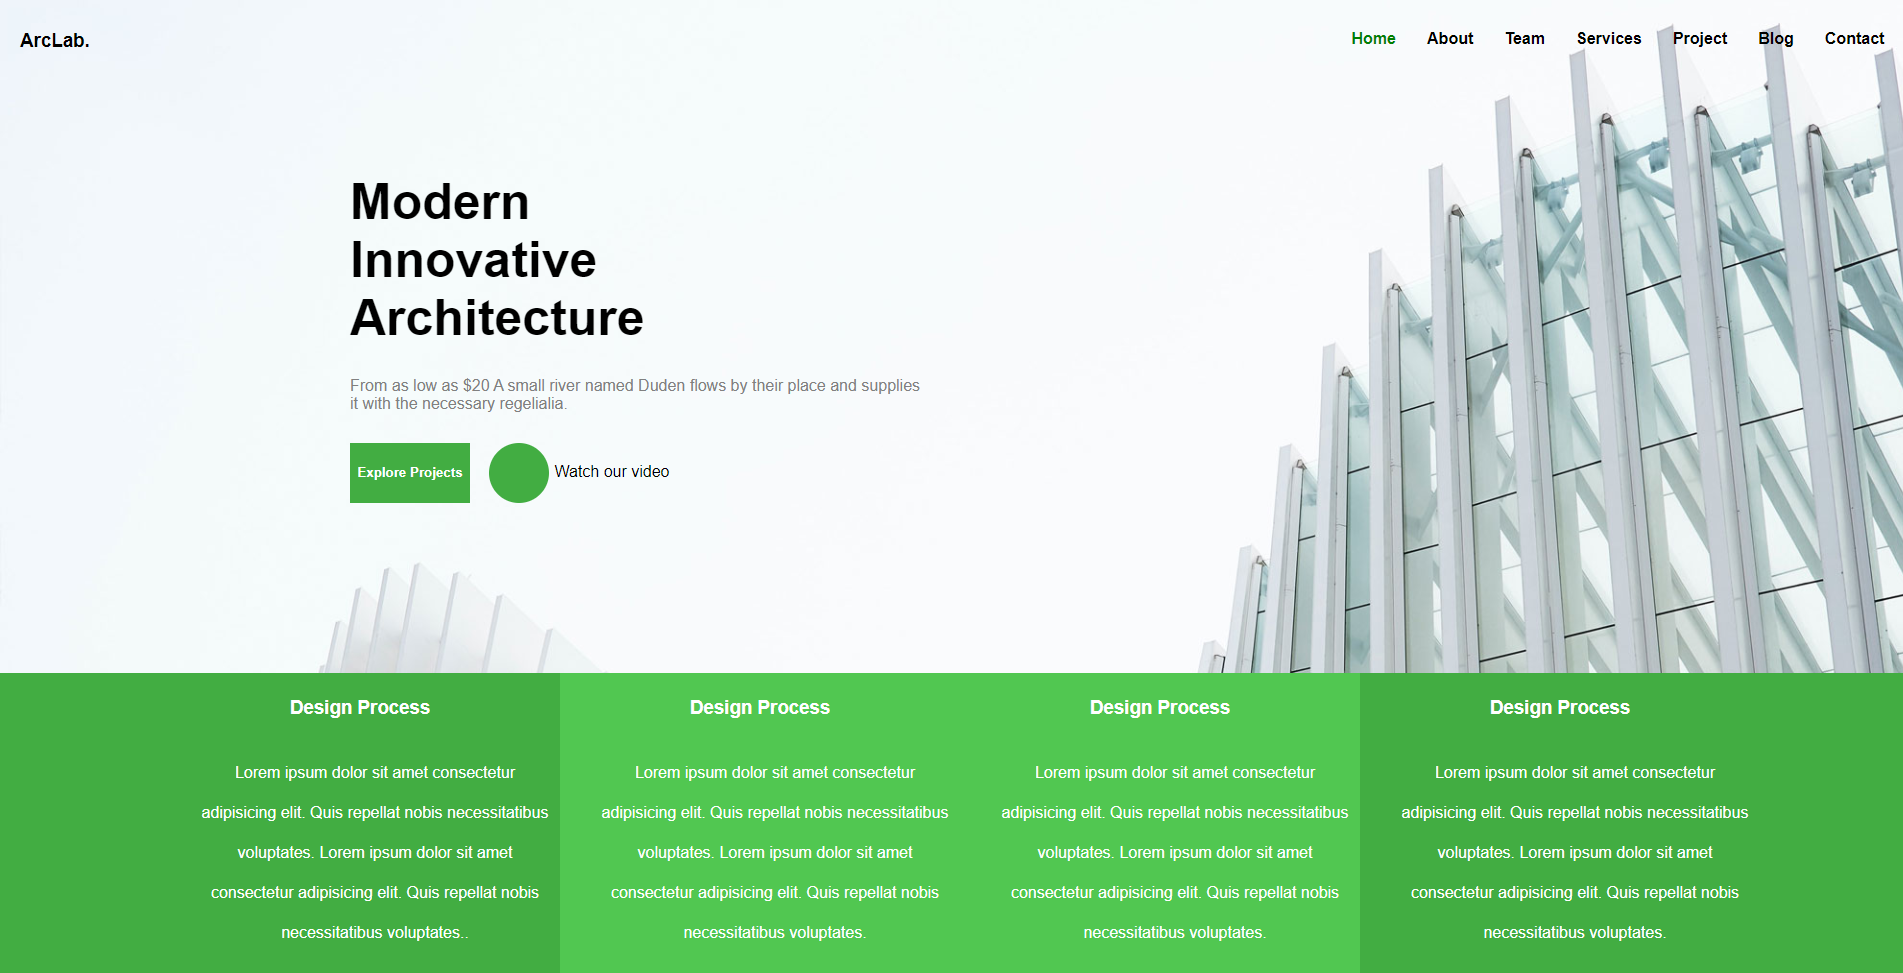 ArcLab.
Home About Team Services Project Blog Contact
Modern
Innovative
Architecture
From as low as $20 A small river named Duden flows by their place and supplies
it with the necessary regelialia.
Explore Projects
Watch our video
Design Process
Lorem ipsum dolor sit amet consectetur
adipisicing elit. Quis repellat nobis necessitatibus
voluptates. Lorem ipsum dolor sit amet
consectetur adipisicing elit. Quis repellat nobis
necessitatibus voluptates..
Design Process
Lorem ipsum dolor sit amet consectetur
adipisicing elit. Quis repellat nobis necessitatibus
voluptates. Lorem ipsum dolor sit amet
consectetur adipisicing elit. Quis repellat nobis
necessitatibus voluptates.
Design Process
Lorem ipsum dolor sit amet consectetur
adipisicing elit. Quis repellat nobis necessitatibus
voluptates. Lorem ipsum dolor sit amet
consectetur adipisicing elit. Quis repellat nobis
necessitatibus voluptates.
Design Process
Lorem ipsum dolor sit amet consectetur
adipisicing elit. Quis repellat nobis necessitatibus
voluptates. Lorem ipsum dolor sit amet
consectetur adipisicing elit. Quis repellat nobis
necessitatibus voluptates.